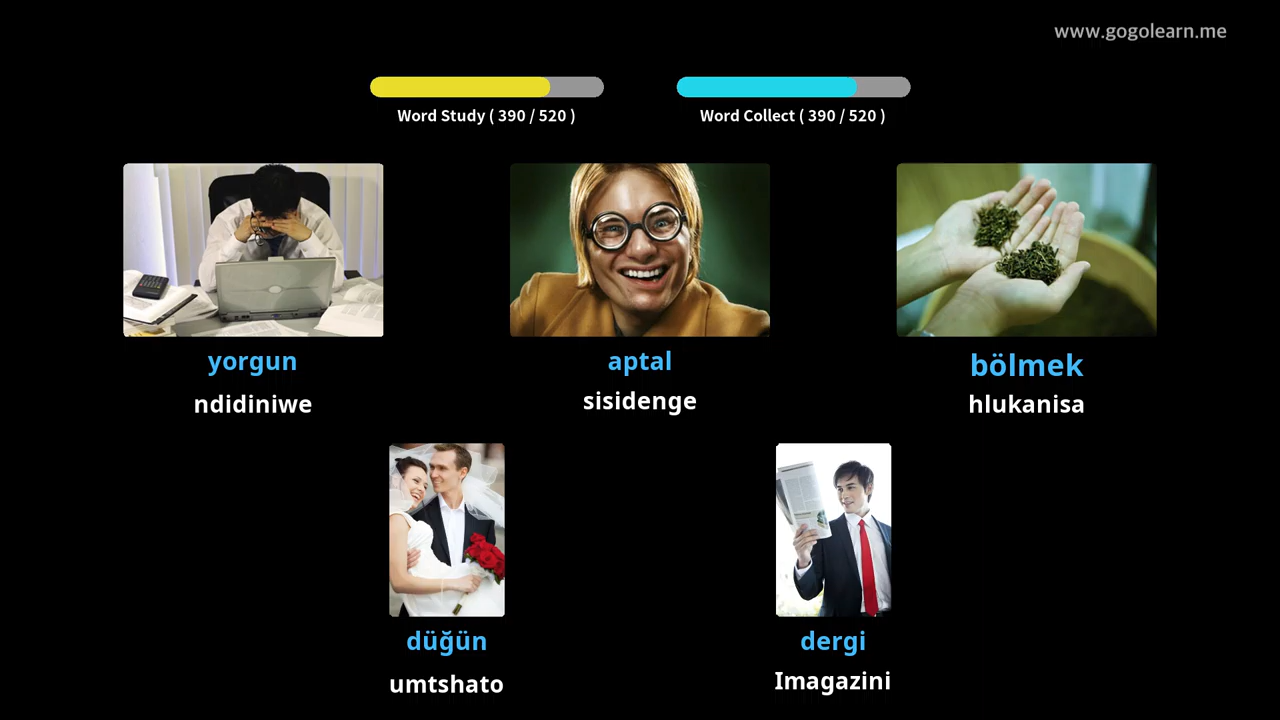 www.gogolearn.me
Word Study ( 390 / 520 )
Word Collect ( 390 / 520 )
yorgun
ndidiniwe
aptal
sisidenge
bölmek
hlukanisa
düğün
umtshato
dergi
Imagazini